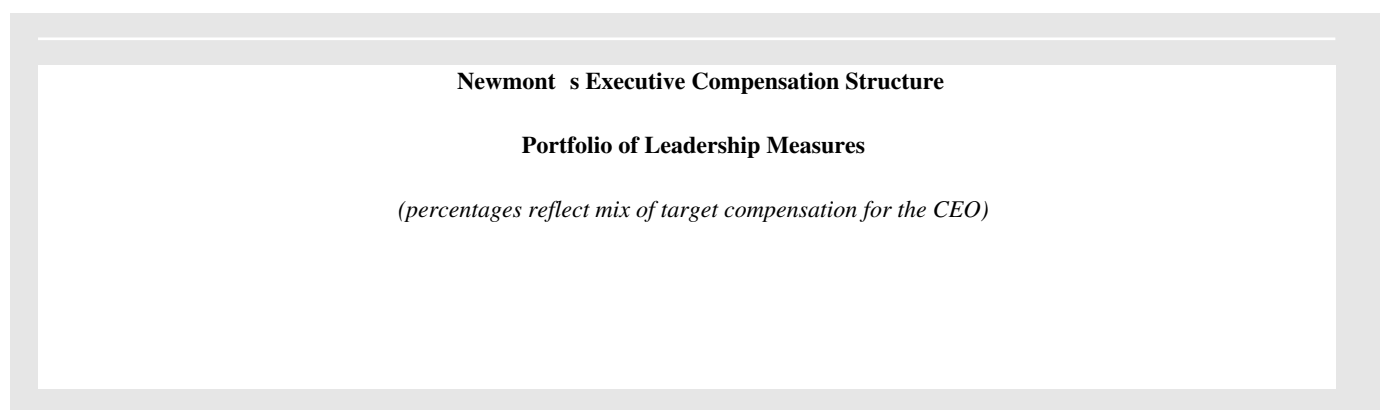 Newmont s Executive Compensation Structure
Portfolio of Leadership Measures
(percentages reflect mix of target compensation for the CEO)